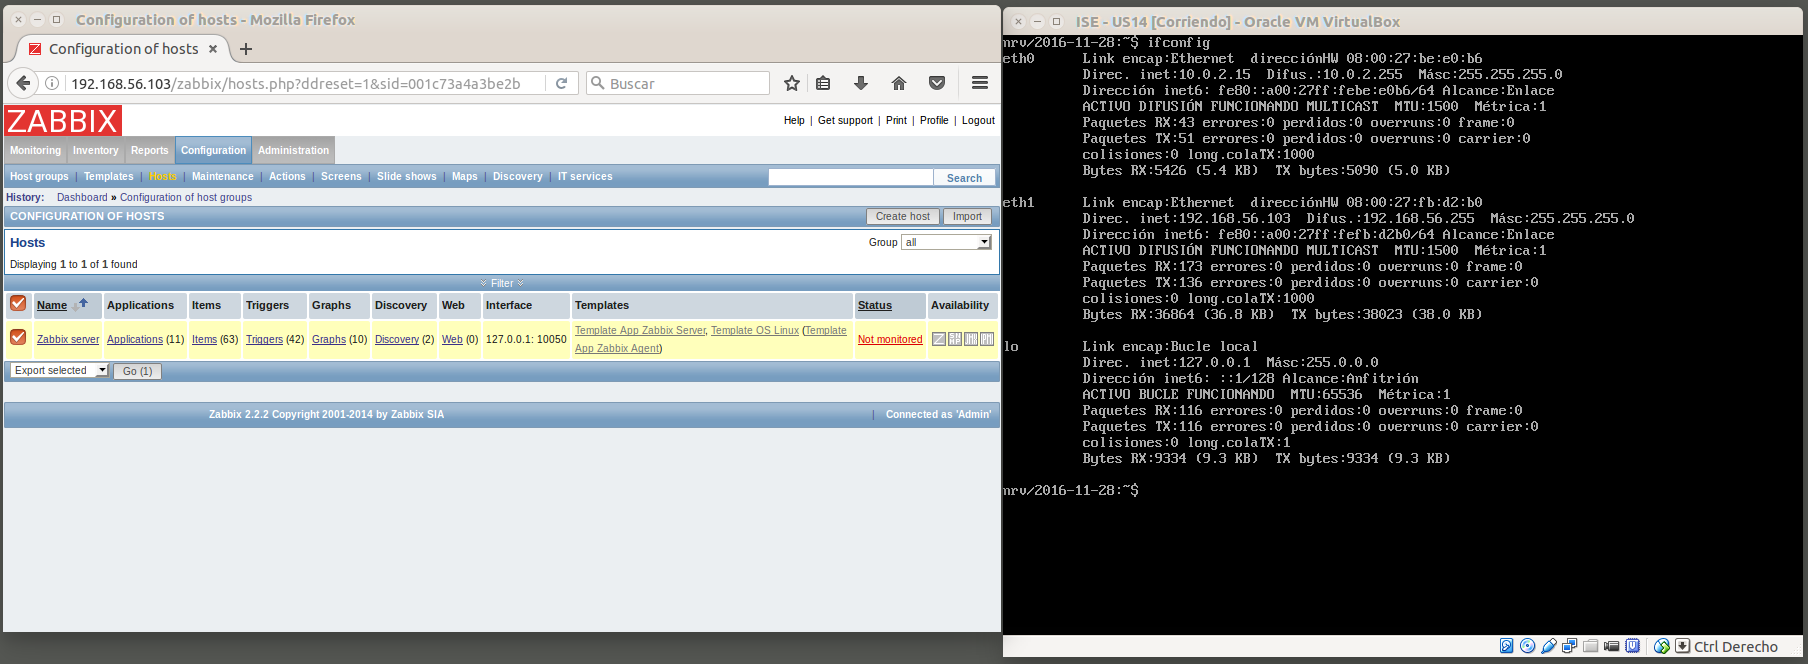 Configuration of hosts - Mozilla Firefox
Configuration of hosts
192.168.56.103/zabbix/hosts.php?ddreset=1&sid=001c73a4a3be2b
Buscar
ZABBIX
Help | Get support | Print | Profile | Logout
Monitoring Inventory Reports Configuration Administration
Host groups | Templates | Hosts | Maintenance | Actions | Screens | Slide shows | Maps | Discovery | IT services
Search
History: Dashboard » Configuration of host groups
CONFIGURATION OF HOSTS
Create host Import
Hosts
Group all
Displaying 1 to 1 of 1 found
Filter
Name Applications Items Triggers Graphs Discovery Web Interface Templates Status Availability
Zabbix server Applications (11) Items (63) Triggers (42) Graphs (10) Discovery (2) Web (0) 127.0.0.1: 10050 Template App Zabbix Server, Template OS Linux (Template
App Zabbix Agent) Not monitored
Export selected Go (1)
Zabbix 2.2.2 Copyright 2001-2014 by Zabbix SIA | Connected as 'Admin'
ISE - US14 [Corriendo] - Oracle VM VirtualBox
mrv/2016-11-28:~$ ifconfig
eth0 Link encap:Ethernet direcciónHW 08:00:27:be:e0:b6
Direc. inet:10.0.2.15 Difus.:10.0.2.255 Másc:255.255.255.0
Dirección inet6: fe80::a00:27ff:febe:e0b6/64 Alcance:Enlace
ACTIVO DIFUSIÓN FUNCIONANDO MULTICAST MTU:1500 Métrica:1
Paquetes RX:43 errores:0 perdidos:0 overruns:0 frame:0
Paquetes TX:51 errores:0 perdidos:0 overruns:0 carrier:0
colisiones:0 long.colaTX:1000
Bytes RX:5426 (5.4 KB) TX bytes:5090 (5.0 KB)
eth1 Link encap:Ethernet direcciónHW 08:00:27:fb:d2:b0
Direc. inet:192.168.56.103 Difus.:192.168.56.255 Másc:255.255.255.0
Dirección inet6: fe80::a00:27ff:fefb:d2b0/64 Alcance:Enlace
ACTIVO DIFUSIÓN FUNCIONANDO MULTICAST MTU:1500 Métrica:1
Paquetes RX:173 errores:0 perdidos:0 overruns:0 frame:0
Paquetes TX:136 errores:0 perdidos:0 overruns:0 carrier:0
colisiones:0 long.colaTX:1000
Bytes RX:36864 (36.8 KB) TX bytes:38023 (38.0 KB)
lo Link encap:Bucle local
Direc. inet:127.0.0.1 Másc:255.0.0.0
Dirección inet6: ::1/128 Alcance:Anfitrión
ACTIVO BUCLE FUNCIONANDO MTU:65536 Métrica:1
Paquetes RX:116 errores:0 perdidos:0 overruns:0 frame:0
Paquetes TX:116 errores:0 perdidos:0 overruns:0 carrier:0
colisiones:0 long.colaTX:1
Bytes RX:9334 (9.3 KB) TX bytes:9334 (9.3 KB)
mrv/2016-11-28:~$
Ctrl Derecho